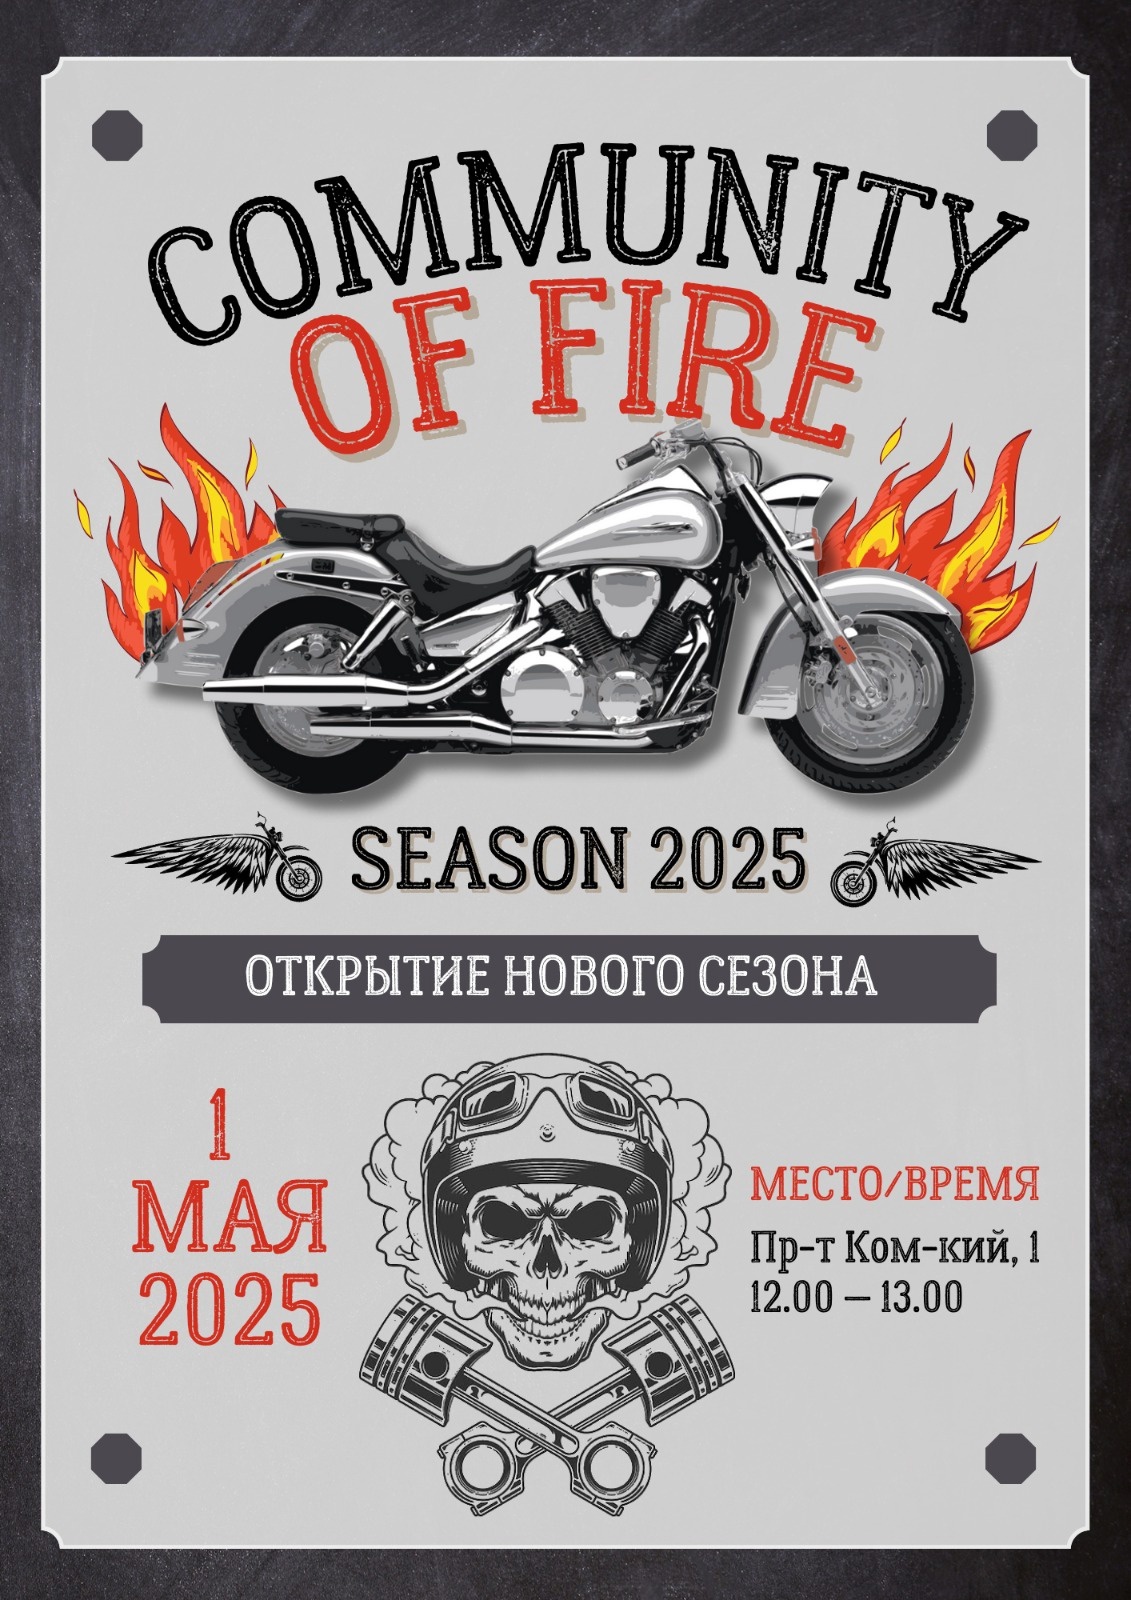 COMMUNITY
OF FIRE
SEASON 2025
ОТКРЫТИЕ НОВОГО СЕЗОНА
1
МАЯ
2025
МЕСТО/ВРЕМЯ
Пр-т Ком-кий, 1
12.00 – 13.00